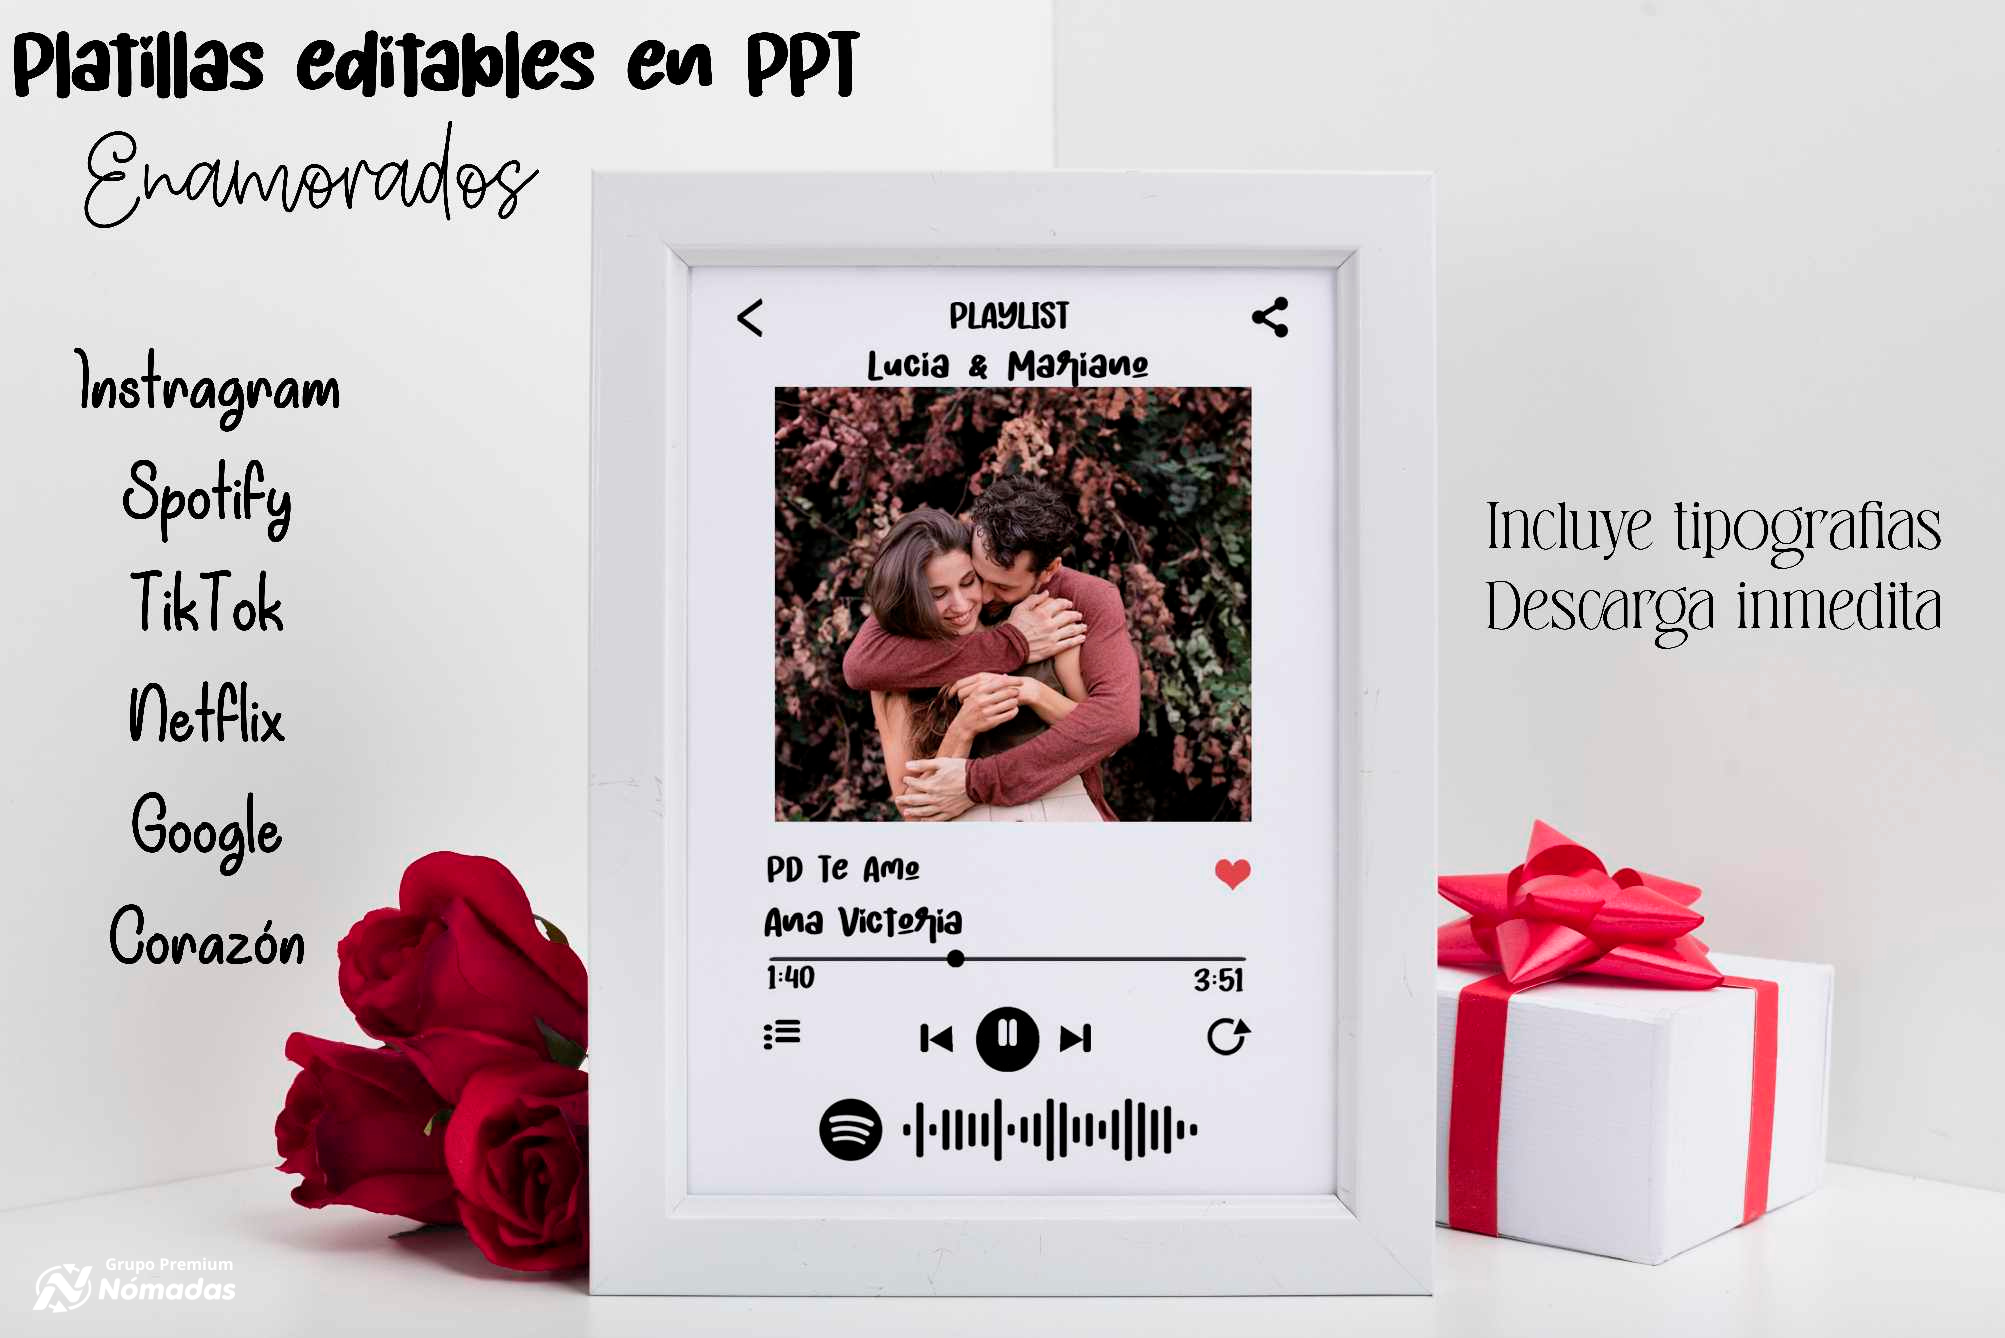 Platillas editables en PPT
Enamorados
Instragram
Spotify
TikTok
Netflix
Google
Corazón
PLAYLIST
Lucia & Mariano
PD Te Amo
Ana Victoria
1:40
3:51
Incluye tipografias
Descarga inmedita
Grupo Premium
Nómadas